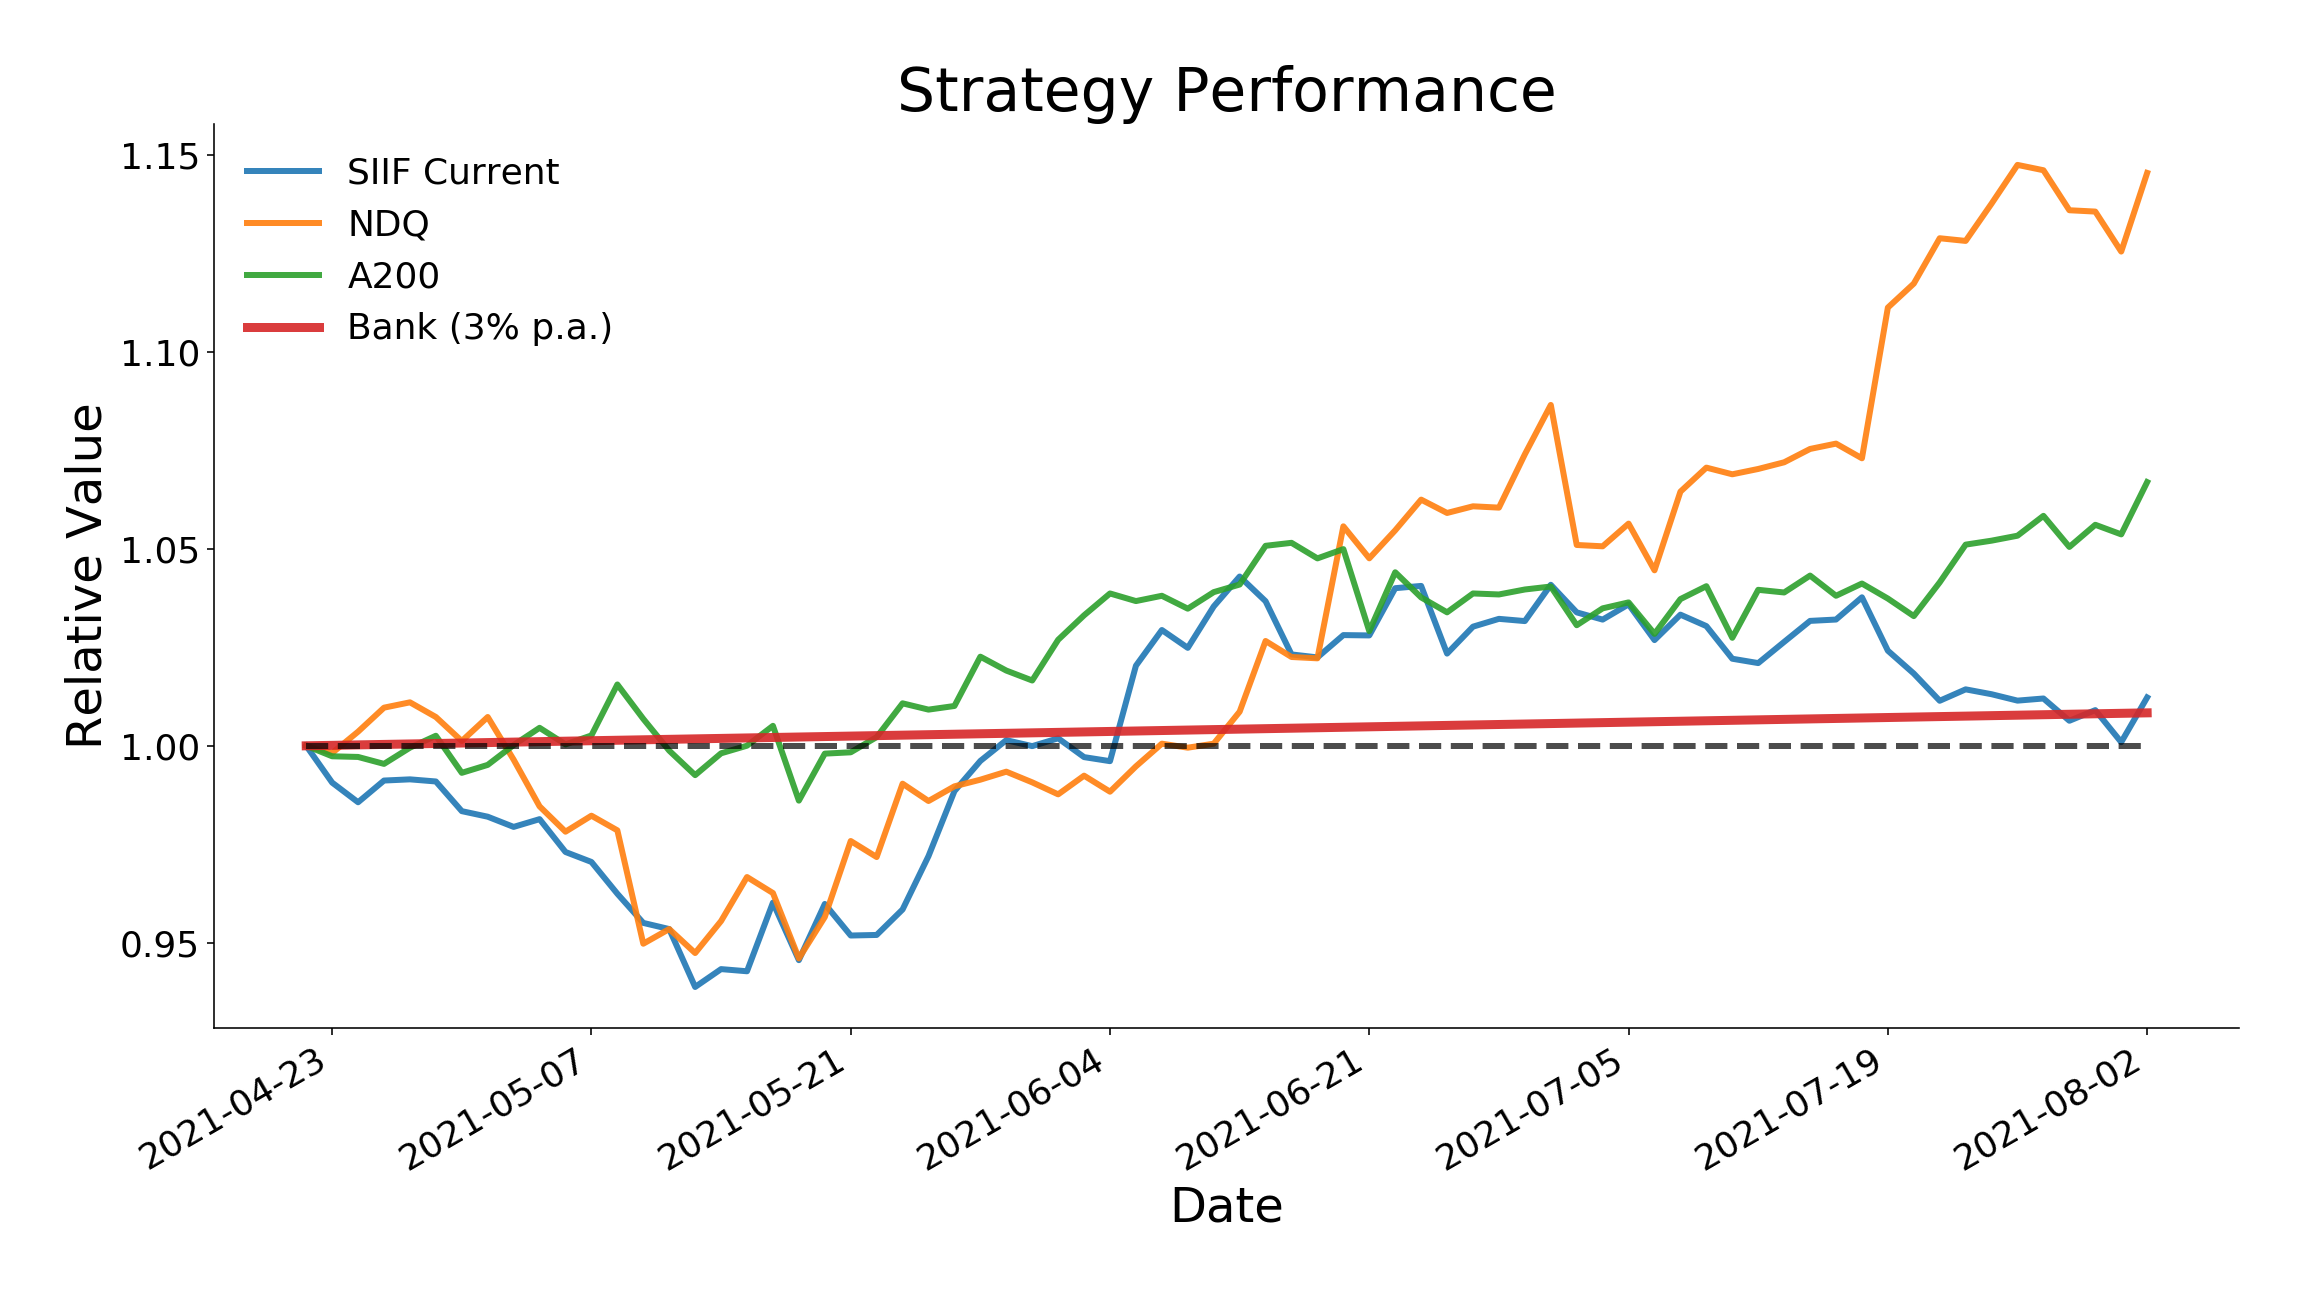 Strategy Performance
SIIF Current
NDQ
A200
Bank (3% p.a.)
1.15
1.10
1.05
1.00
0.95
Relative Value
2021-04-23
2021-05-07
2021-05-21
2021-06-04
2021-06-21
2021-07-05
2021-07-19
2021-08-02
Date